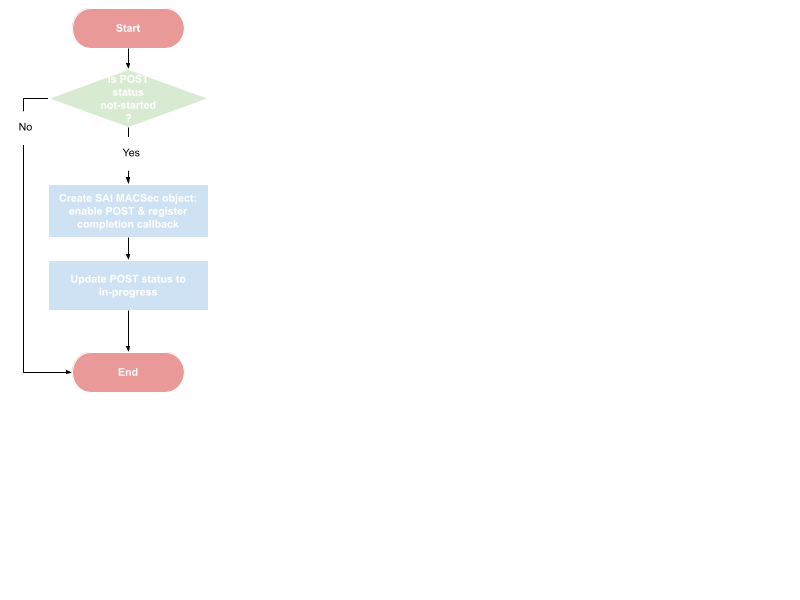 Start
Is POST
status
not-started
?
No
Yes
Create SAI MACSec object:
enable POST & register
completion callback
Update POST status to
in-progress
End